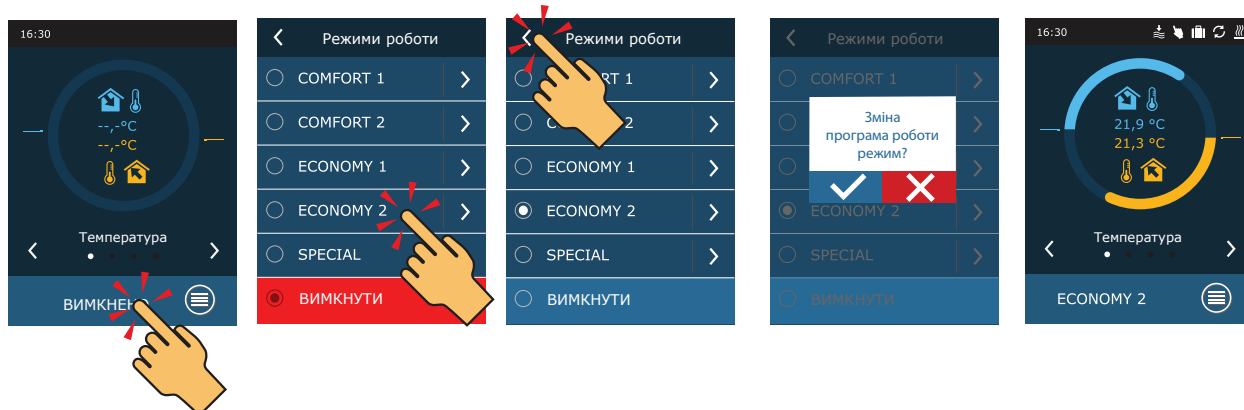 16:30
--,-°C
--,-°C
Температура
Режими роботи
COMFORT 1
COMFORT 2
ECONOMY 1
ECONOMY 2
SPECIAL
ВИМКНУТИ
Режими роботи
2
ECONOMY 1
ECONOMY 2
SPECIAL
ВИМКНУТИ
Режими роботи
COMFORT 1
Зміна
програма роботи
режим?
ECONOMY 2
SPECIAL
ВИМКНУТИ
16:30
21,9 °C
21,3 °C
Температура
ECONOMY 2